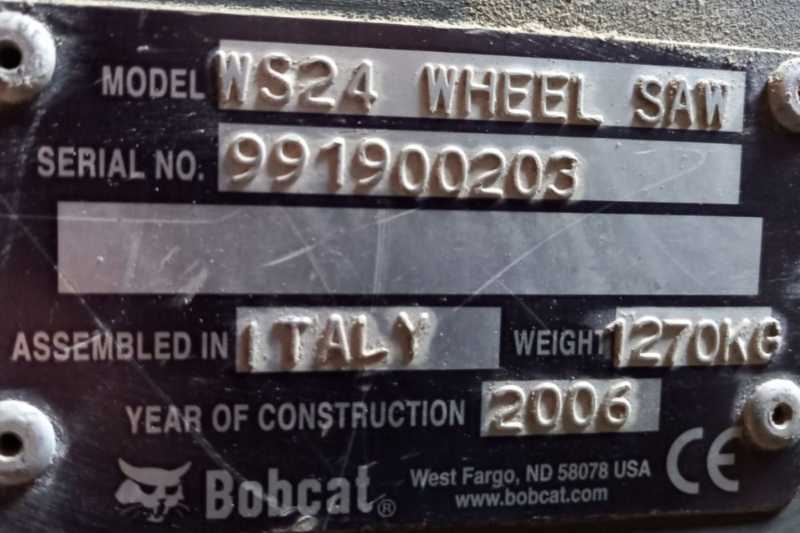 MODEL WS24 WHEEL SAW
SERIAL NO. 991900203
ASSEMBLED IN ITALY WEIGHT 1270KG
YEAR OF CONSTRUCTION 2006
Bobcat® West Fargo, ND 58078 USA CE
www.bobcat.com